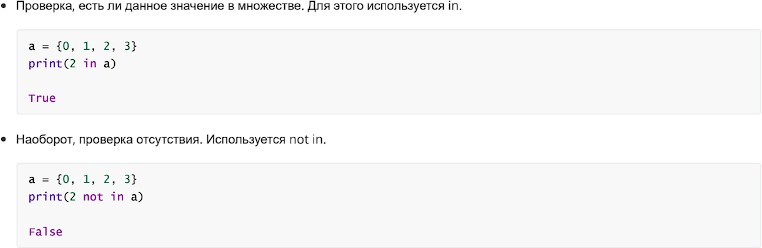 Проверка, есть ли данное значение в множестве. Для этого используется in.
a = {0, 1, 2, 3}
print(2 in a)
True
Наоборот, проверка отсутствия. Используется not in.
a = {0, 1, 2, 3}
print(2 not in a)
False